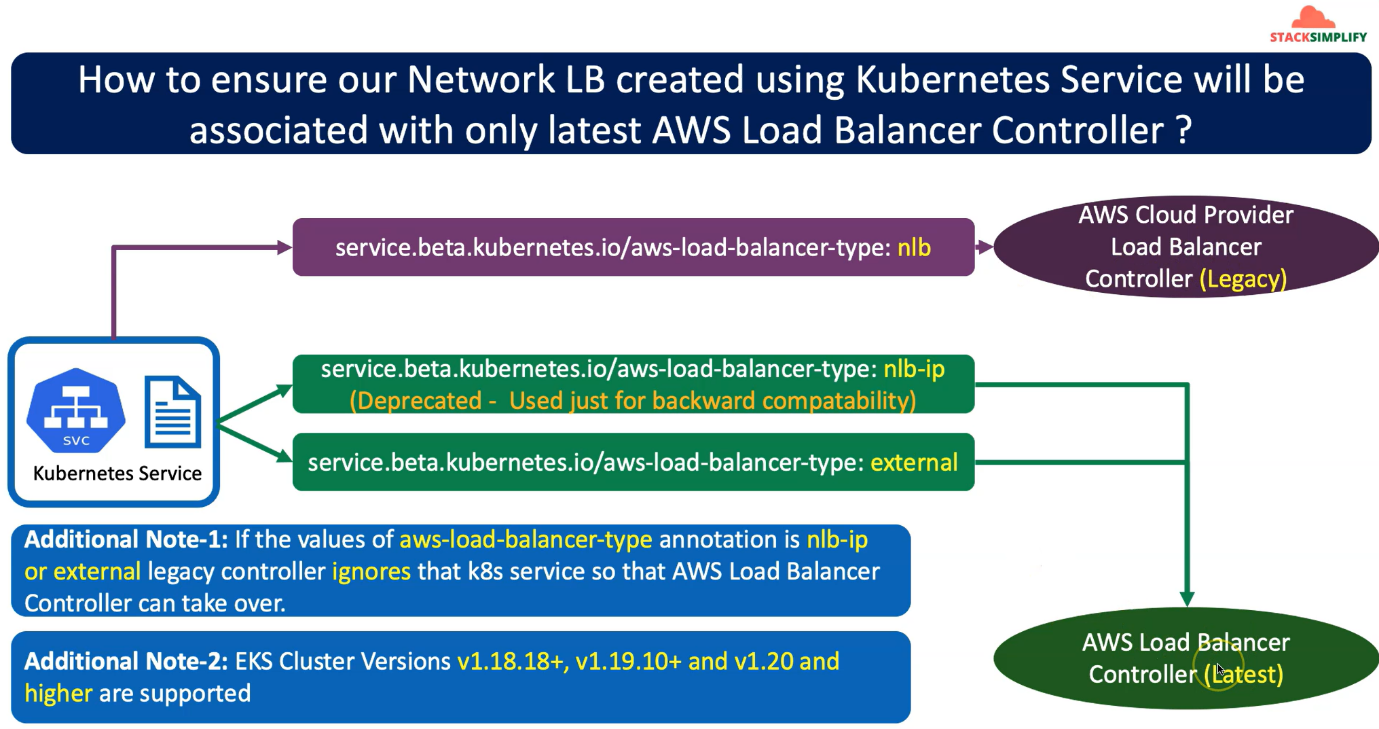 STACKSIMPLIFY
How to ensure our Network LB created using Kubernetes Service will be
associated with only latest AWS Load Balancer Controller ?
service.beta.kubernetes.io/aws-load-balancer-type: nlb
AWS Cloud Provider
Load Balancer
Controller (Legacy)
service.beta.kubernetes.io/aws-load-balancer-type: nlb-ip
(Deprecated - Used just for backward compatability)
svc
Kubernetes Service
service.beta.kubernetes.io/aws-load-balancer-type: external
Additional Note-1: If the values of aws-load-balancer-type annotation is nlb-ip
or external legacy controller ignores that k8s service so that AWS Load Balancer
Controller can take over.
Additional Note-2: EKS Cluster Versions v1.18.18+, v1.19.10+ and v1.20 and
higher are supported
AWS Load Balancer
Controller (Latest)